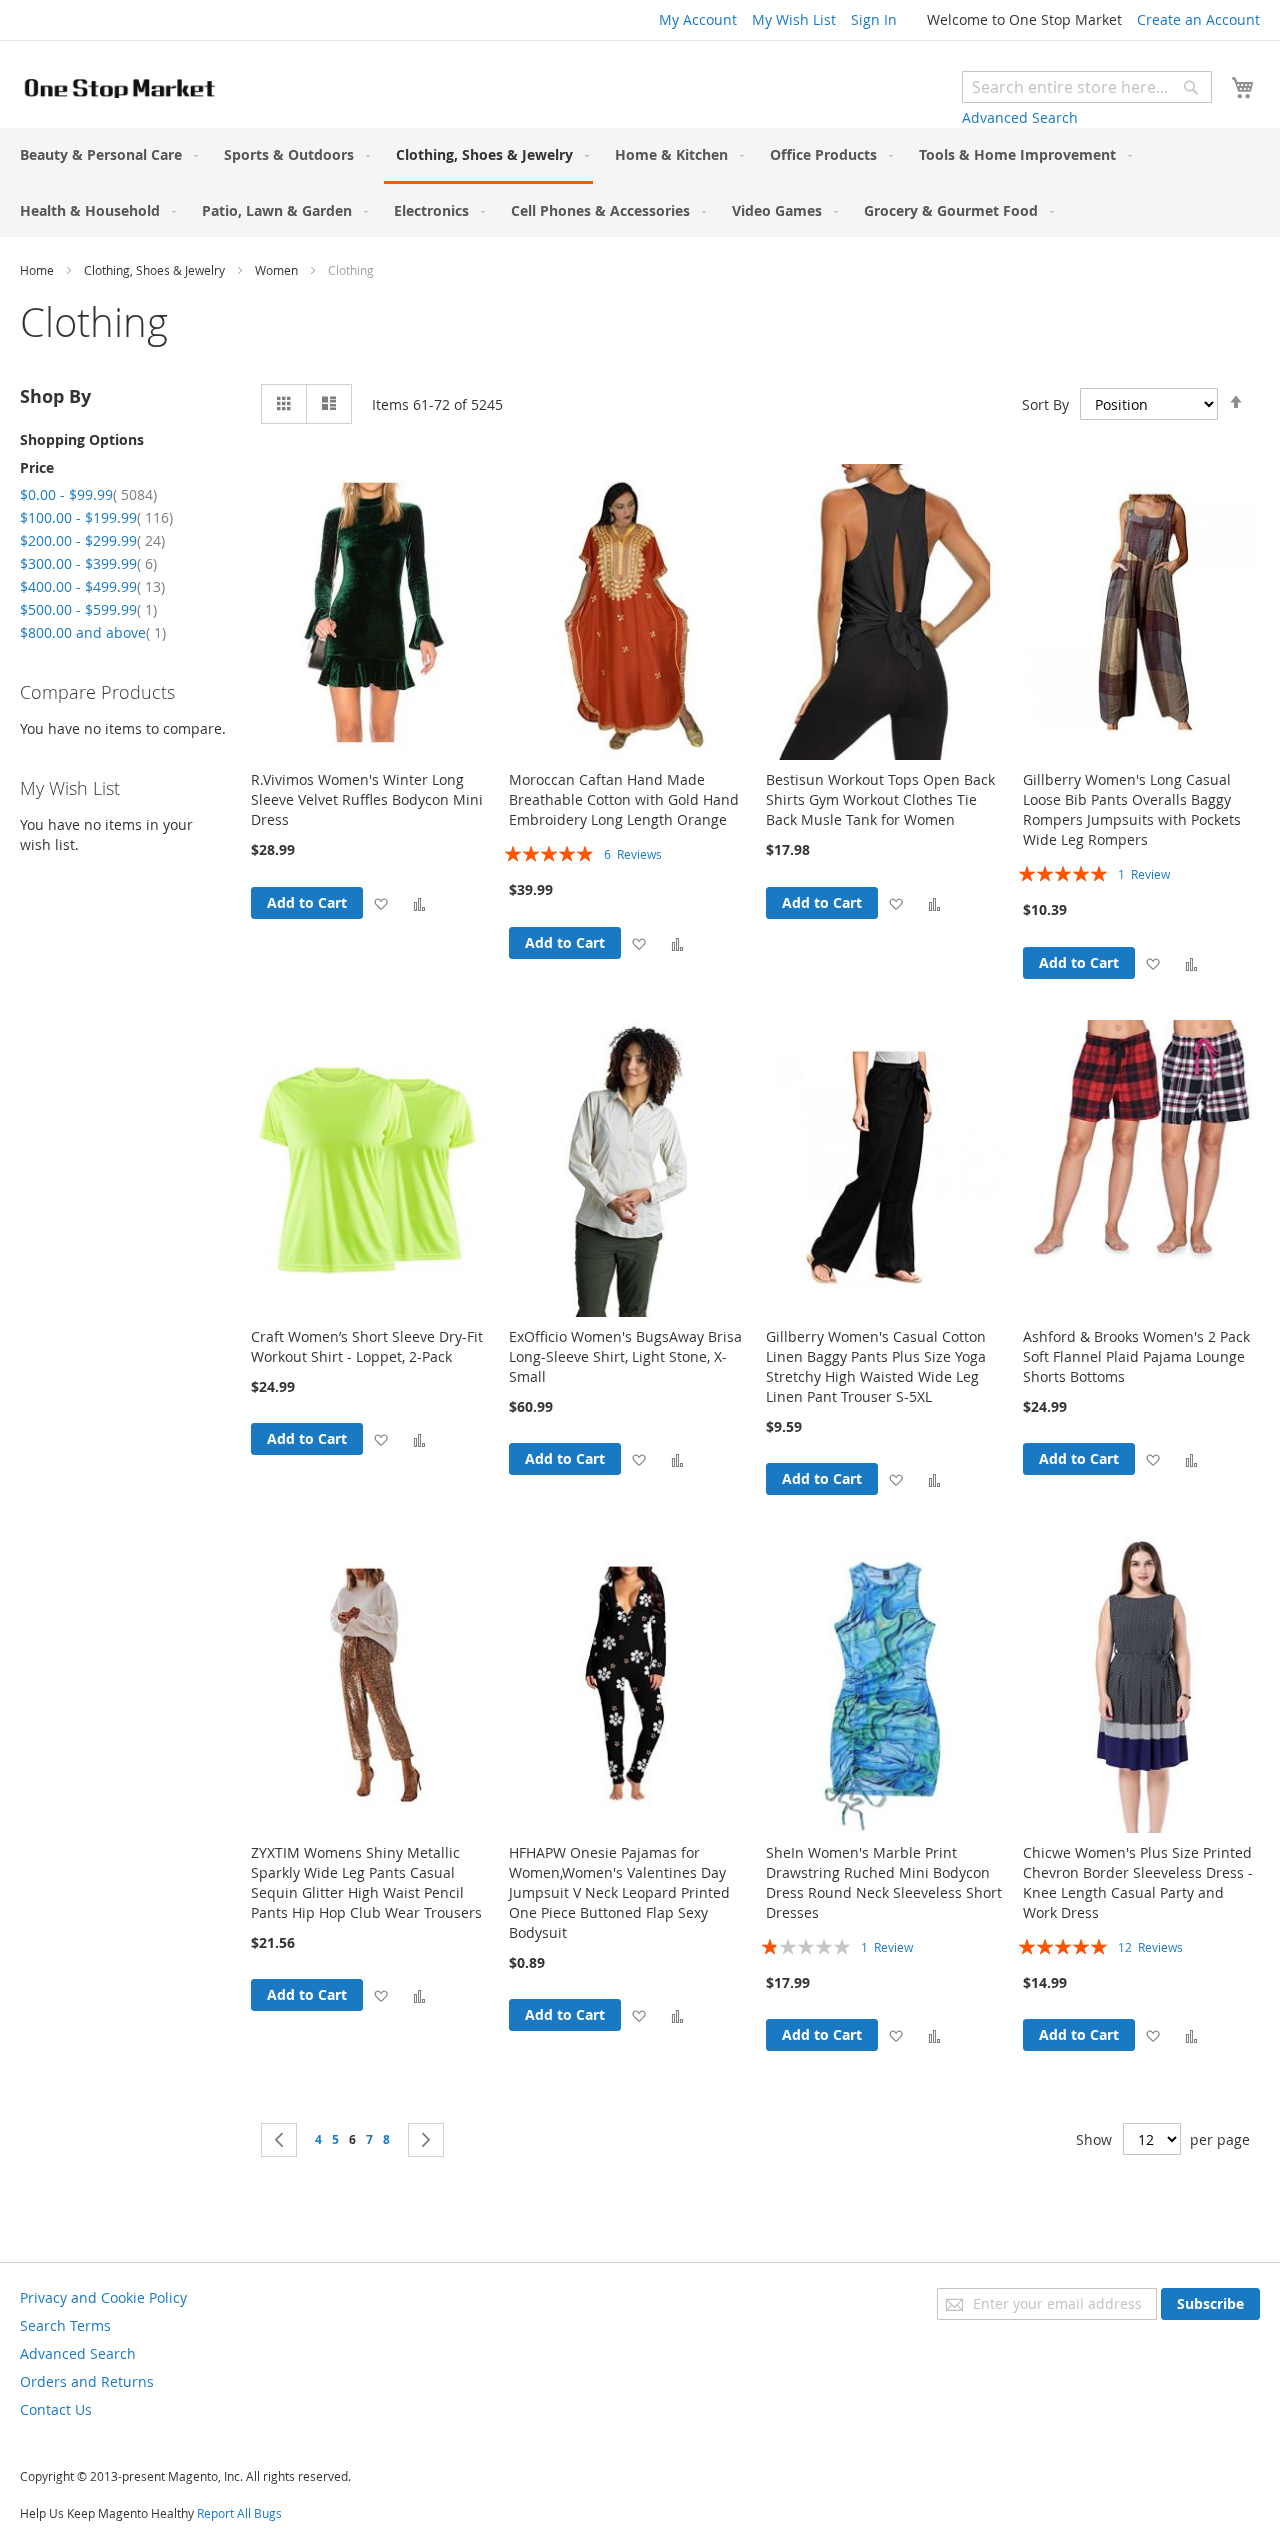 My Account My Wish List Sign In Welcome to One Stop Market Create an Account
One Stop Market
Search entire store here...
Advanced Search
Beauty & Personal Care Sports & Outdoors Clothing, Shoes & Jewelry Home & Kitchen Office Products Tools & Home Improvement
Health & Household Patio, Lawn & Garden Electronics Cell Phones & Accessories Video Games Grocery & Gourmet Food
Home Clothing, Shoes & Jewelry Women Clothing
Clothing
Shop By
Shopping Options
Price
$0.00 - $99.99( 5084)
$100.00 - $199.99( 116)
$200.00 - $299.99( 24)
$300.00 - $399.99( 6)
$400.00 - $499.99( 13)
$500.00 - $599.99( 1)
$800.00 and above( 1)
Compare Products
You have no items to compare.
My Wish List
You have no items in your
wish list.
Items 61-72 of 5245
Sort By Position
R.Vivimos Women's Winter Long
Sleeve Velvet Ruffles Bodycon Mini
Dress
$28.99
Add to Cart
Moroccan Caftan Hand Made
Breathable Cotton with Gold Hand
Embroidery Long Length Orange
6 Reviews
$39.99
Add to Cart
Bestisun Workout Tops Open Back
Shirts Gym Workout Clothes Tie
Back Musle Tank for Women
$17.98
Add to Cart
Gillberry Women's Long Casual
Loose Bib Pants Overalls Baggy
Rompers Jumpsuits with Pockets
Wide Leg Rompers
1 Review
$10.39
Add to Cart
Craft Women’s Short Sleeve Dry-Fit
Workout Shirt - Loppet, 2-Pack
$24.99
Add to Cart
ExOfficio Women's BugsAway Brisa
Long-Sleeve Shirt, Light Stone, X-
Small
$60.99
Add to Cart
Gillberry Women's Casual Cotton
Linen Baggy Pants Plus Size Yoga
Stretchy High Waisted Wide Leg
Linen Pant Trouser S-5XL
$9.59
Add to Cart
Ashford & Brooks Women's 2 Pack
Soft Flannel Plaid Pajama Lounge
Shorts Bottoms
$24.99
Add to Cart
ZYXTIM Womens Shiny Metallic
Sparkly Wide Leg Pants Casual
Sequin Glitter High Waist Pencil
Pants Hip Hop Club Wear Trousers
$21.56
Add to Cart
HFHAPW Onesie Pajamas for
Women,Women's Valentines Day
Jumpsuit V Neck Leopard Printed
One Piece Buttoned Flap Sexy
Bodysuit
$0.89
Add to Cart
SheIn Women's Marble Print
Drawstring Ruched Mini Bodycon
Dress Round Neck Sleeveless Short
Dresses
1 Review
$17.99
Add to Cart
Chicwe Women's Plus Size Printed
Chevron Border Sleeveless Dress -
Knee Length Casual Party and
Work Dress
12 Reviews
$14.99
Add to Cart
4 5 6 7 8
Show 12 per page
Privacy and Cookie Policy
Search Terms
Advanced Search
Orders and Returns
Contact Us
Enter your email address
Subscribe
Copyright © 2013-present Magento, Inc. All rights reserved.
Help Us Keep Magento Healthy Report All Bugs